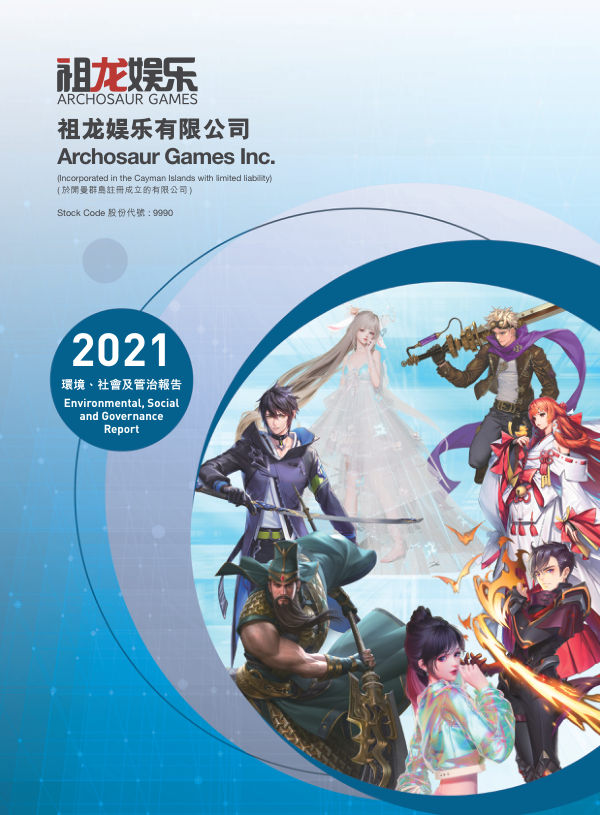 祖龙娱乐
ARCHOSAUR GAMES
祖龙娱乐有限公司
Archosaur Games Inc.
(Incorporated in the Cayman Islands with limited liability)
(於開曼群島註冊成立的有限公司)
Stock Code 股份代號 : 9990
2021
環境、社會及管治報告
Environmental, Social
and Governance
Report